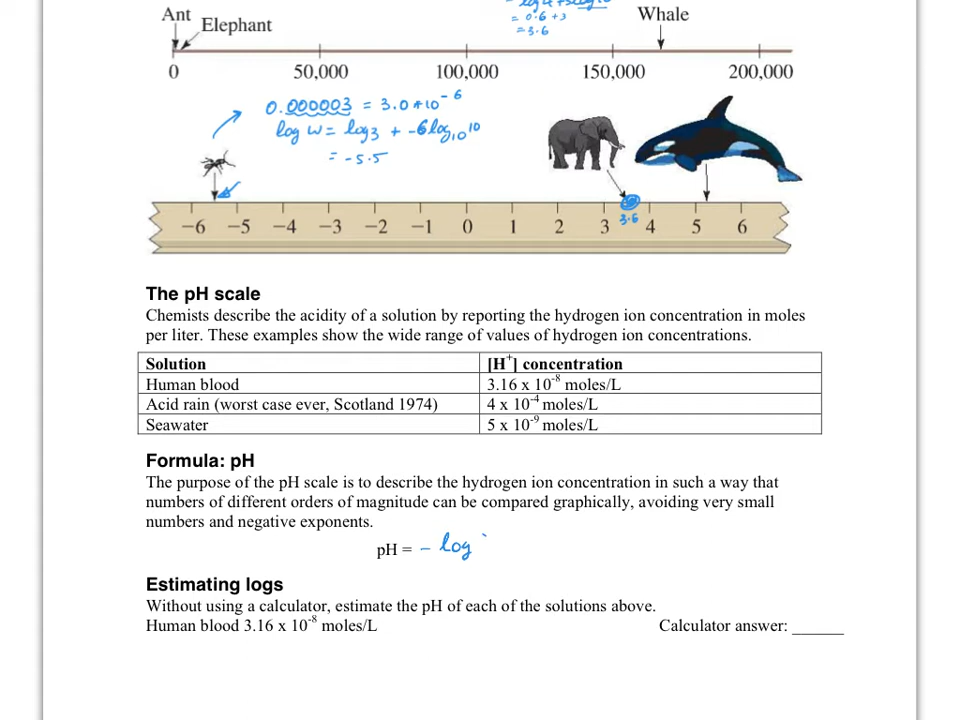 = 0.6 + 3
= 3.6
Ant
Elephant
Whale
0 50,000 100,000 150,000 200,000
0.000003 = 3.0 * 10^-6
log W = log 3 + -6 log₁₀ 10
= -5.5
−6 −5 −4 −3 −2 −1 0 1 2 3 4 5 6
3.6
The pH scale
Chemists describe the acidity of a solution by reporting the hydrogen ion concentration in moles
per liter. These examples show the wide range of values of hydrogen ion concentrations.
Solution [H⁺] concentration
Human blood 3.16 x 10⁻⁸ moles/L
Acid rain (worst case ever, Scotland 1974) 4 x 10⁻⁴ moles/L
Seawater 5 x 10⁻⁹ moles/L
Formula: pH
The purpose of the pH scale is to describe the hydrogen ion concentration in such a way that
numbers of different orders of magnitude can be compared graphically, avoiding very small
numbers and negative exponents.
pH = - log
Estimating logs
Without using a calculator, estimate the pH of each of the solutions above.
Human blood 3.16 x 10⁻⁸ moles/L Calculator answer: ______